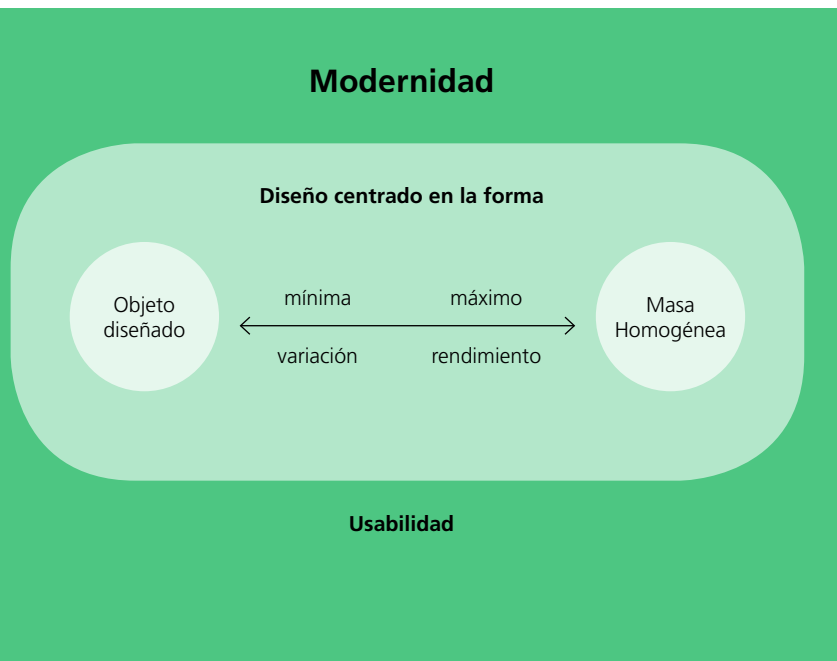 Modernidad
Diseño centrado en la forma
Objeto
diseñado
mínima
máximo
variación
rendimiento
Masa
Homogénea
Usabilidad